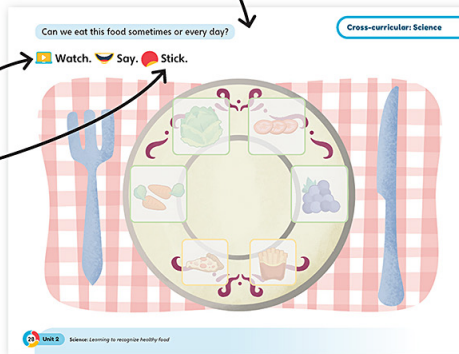 Can we eat this food sometimes or every day?
Cross-curricular: Science
Watch. Say. Stick.
28 Unit 2 Science: Learning to recognize healthy food